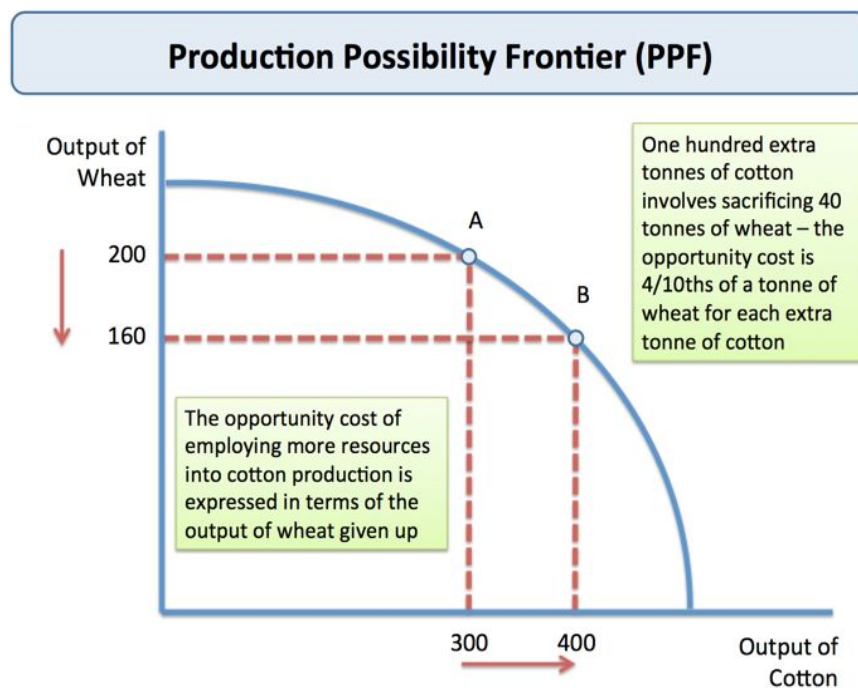 Production Possibility Frontier (PPF)
Output of
Wheat
One hundred extra
tonnes of cotton
involves sacrificing 40
tonnes of wheat – the
opportunity cost is
4/10ths of a tonne of
wheat for each extra
tonne of cotton
A
200
B
160
The opportunity cost of
employing more resources
into cotton production is
expressed in terms of the
output of wheat given up
300
400
Output of
Cotton